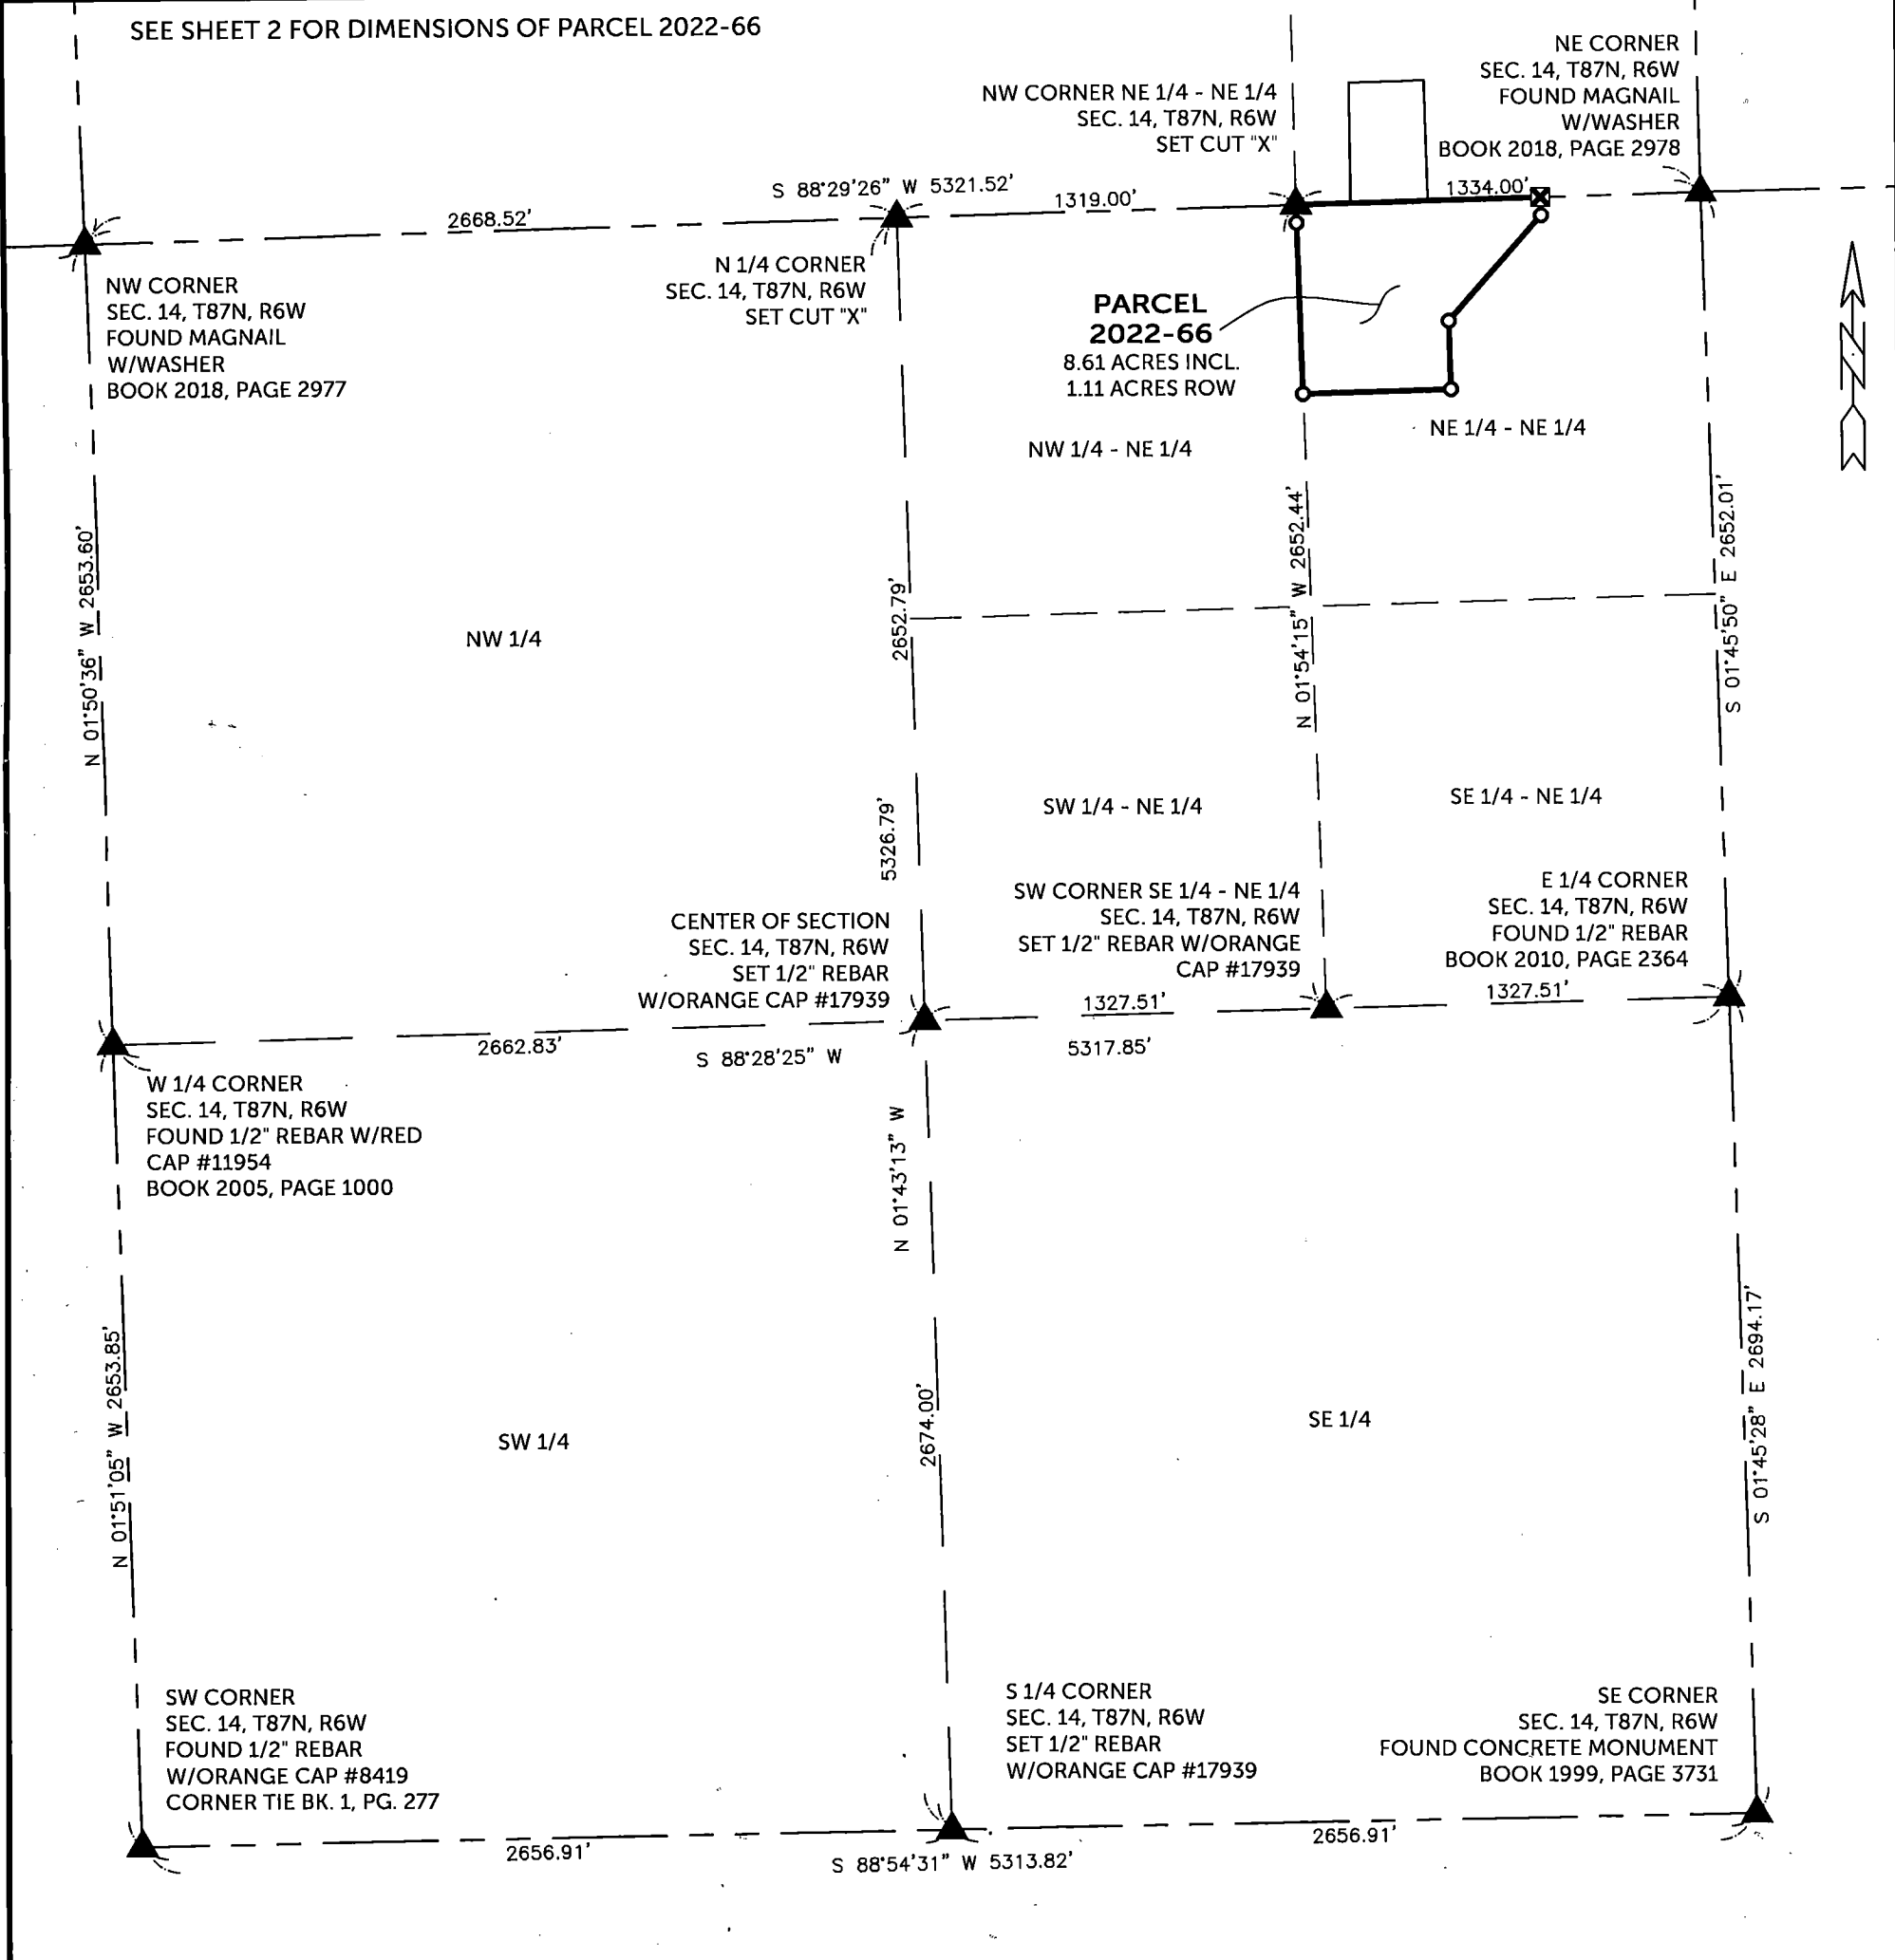 SEE SHEET 2 FOR DIMENSIONS OF PARCEL 2022-66
NE CORNER
SEC. 14, T87N, R6W
FOUND MAGNAIL
W/WASHER
BOOK 2018, PAGE 2978
NW CORNER NE 1/4 - NE 1/4
SEC. 14, T87N, R6W
SET CUT "X"
S 88°29'26" W 5321.52'
2668.52'
1319.00'
1334.00'
NW CORNER
SEC. 14, T87N, R6W
FOUND MAGNAIL
W/WASHER
BOOK 2018, PAGE 2977
N 1/4 CORNER
SEC. 14, T87N, R6W
SET CUT "X"
PARCEL
2022-66
8.61 ACRES INCL.
1.11 ACRES ROW
N
NW 1/4 - NE 1/4
NE 1/4 - NE 1/4
N 01°50'36" W 2653.60'
NW 1/4
2652.79'
N 01°54'15" W 2652.44'
S 01°45'50" E 2652.01'
5326.79'
SW 1/4 - NE 1/4
SE 1/4 - NE 1/4
CENTER OF SECTION
SEC. 14, T87N, R6W
SET 1/2" REBAR
W/ORANGE CAP #17939
SW CORNER SE 1/4 - NE 1/4
SEC. 14, T87N, R6W
SET 1/2" REBAR W/ORANGE
CAP #17939
E 1/4 CORNER
SEC. 14, T87N, R6W
FOUND 1/2" REBAR
BOOK 2010, PAGE 2364
2662.83'
S 88°28'25" W
1327.51'
5317.85'
1327.51'
W 1/4 CORNER
SEC. 14, T87N, R6W
FOUND 1/2" REBAR W/RED
CAP #11954
BOOK 2005, PAGE 1000
N 01°43'13" W
N 01°51'05" W 2653.85'
SW 1/4
2674.00'
SE 1/4
S 01°45'28" E 2694.17'
SW CORNER
SEC. 14, T87N, R6W
FOUND 1/2" REBAR
W/ORANGE CAP #8419
CORNER TIE BK. 1, PG. 277
S 1/4 CORNER
SEC. 14, T87N, R6W
SET 1/2" REBAR
W/ORANGE CAP #17939
SE CORNER
SEC. 14, T87N, R6W
FOUND CONCRETE MONUMENT
BOOK 1999, PAGE 3731
2656.91'
S 88°54'31" W 5313.82'
2656.91'